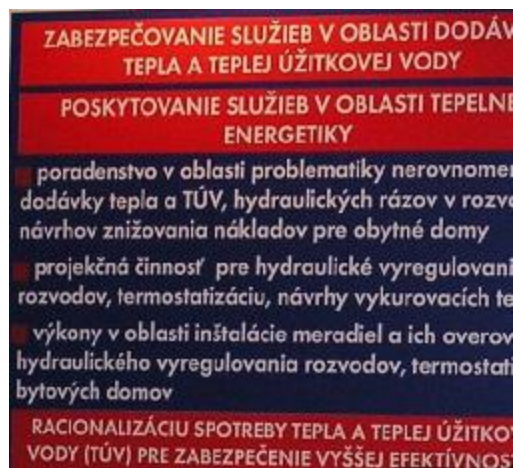 ZABEZPEČOVANIE SLUŽIEB V OBLASTI DODÁV
TEPLA A TEPLEJ ÚŽITKOVEJ VODY
POSKYTOVANIE SLUŽIEB V OBLASTI TEPELNE
ENERGETIKY
poradenstvo v oblasti problematiky nerovnomer
dodávky tepla a TÚV, hydraulických rázov v rozvo
návrhov znižovania nákladov pre obytné domy
projekčná činnosť pre hydraulické vyregulovani
rozvodov, termostatizáciu, návrhy vykurovacích te
výkony v oblasti inštalácie meradiel a ich overov
hydraulického vyregulovania rozvodov, termostati
bytových domov
RACIONALIZÁCIU SPOTREBY TEPLA A TEPLEJ ÚŽITKO
VODY (TÚV) PRE ZABEZPEČENIE VYŠŠEJ EFEKTÍVNOST